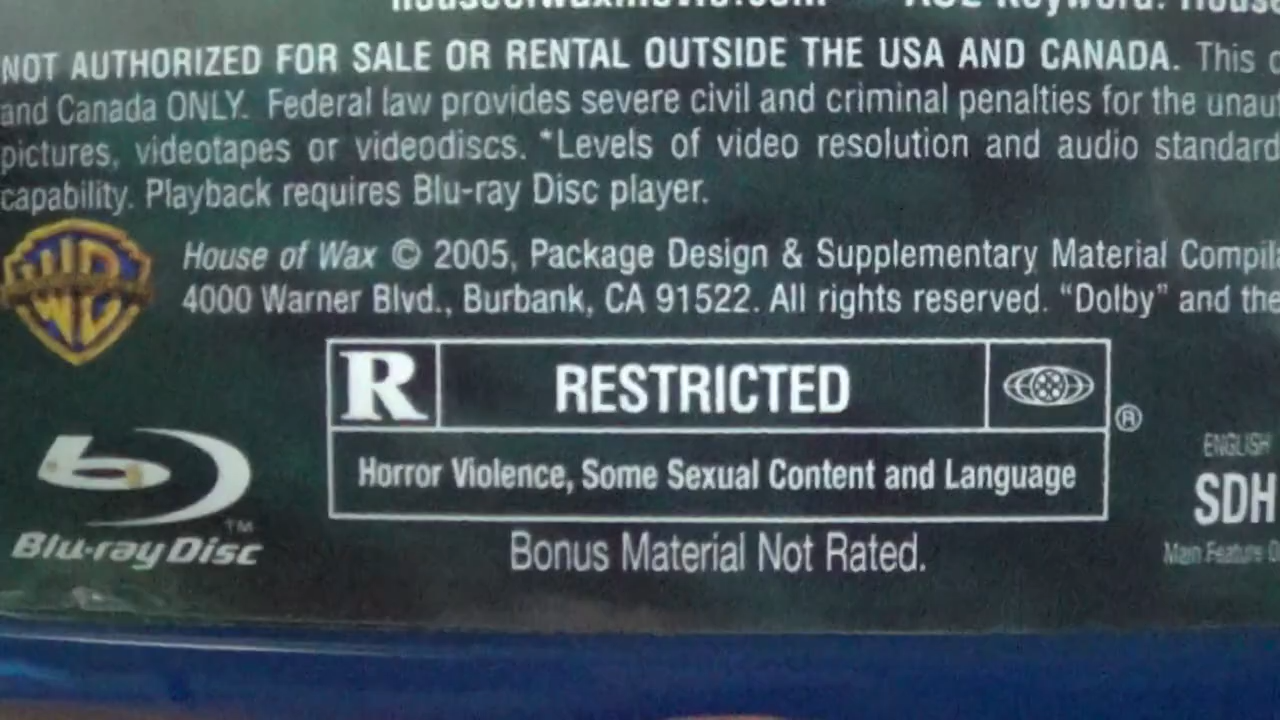 NOT AUTHORIZED FOR SALE OR RENTAL OUTSIDE THE USA AND CANADA. This
and Canada ONLY. Federal law provides severe civil and criminal penalties for the
pictures, videotapes or videodiscs. *Levels of video resolution and audio standard
capability. Playback requires Blu-ray Disc player.
House of Wax © 2005, Package Design & Supplementary Material
4000 Warner Blvd., Burbank, CA 91522. All rights reserved. “Dolby” and the
WB
R RESTRICTED ®
Horror Violence, Some Sexual Content and Language
Bonus Material Not Rated.
Blu-ray Disc ™
ENGLISH
SDH
Main Feature